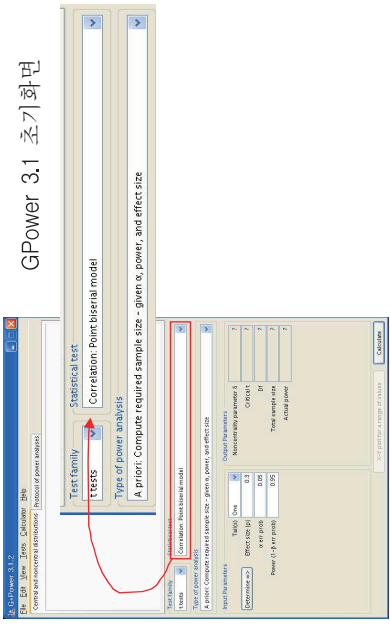 GPower 3.1 초기화면
Test family
Statistical test
t tests
Correlation: Point biserial model
Type of power analysis
A priori: Compute required sample size - given α, power, and effect size
G*Power 3.1.2
File Edit View Tests Calculator Help
Central and noncentral distributions
Protocol of power analyses
Test family
Statistical test
t tests
Correlation: Point biserial model
Type of power analysis
A priori: Compute required sample size - given α, power, and effect size
Input Parameters
Tail(s) One
Determine => Effect size |ρ| 0.3
α err prob 0.05
Power (1-β err prob) 0.95
Output Parameters
Noncentrality parameter δ ?
Critical t ?
Df ?
Total sample size ?
Actual power ?
X-Y plot for a range of values
Calculate